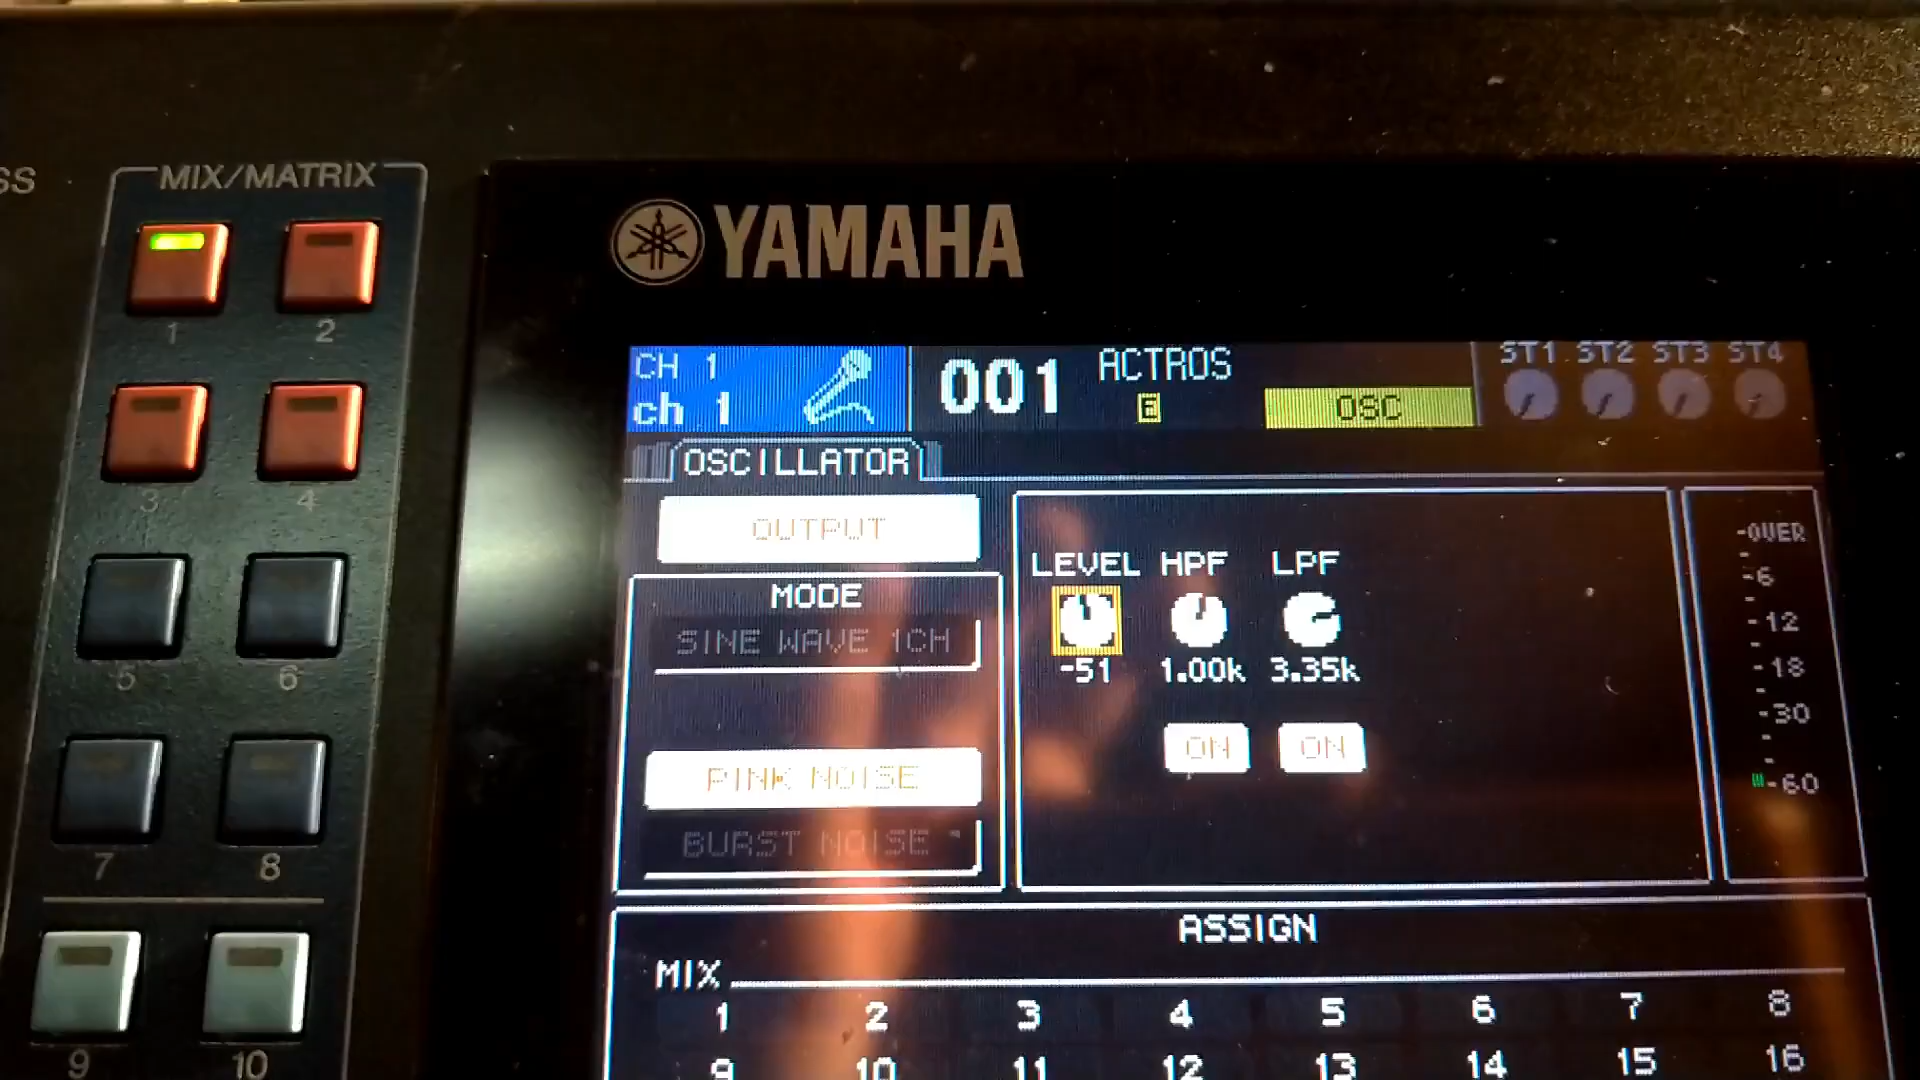 SS
MIX/MATRIX
1 2
3 4
5 6
7 8
9 10
YAMAHA
CH 1
ch 1
001
ACTROS
E
OSC
ST1 ST2 ST3 ST4
OSCILLATOR
OUTPUT
MODE
SINE WAVE 1CH
PINK NOISE
BURST NOISE
LEVEL HPF LPF
-51 1.00k 3.35k
ON ON
-OVER
-6
-12
-18
-30
-60
ASSIGN
MIX
1 2 3 4 5 6 7 8
9 10 11 12 13 14 15 16